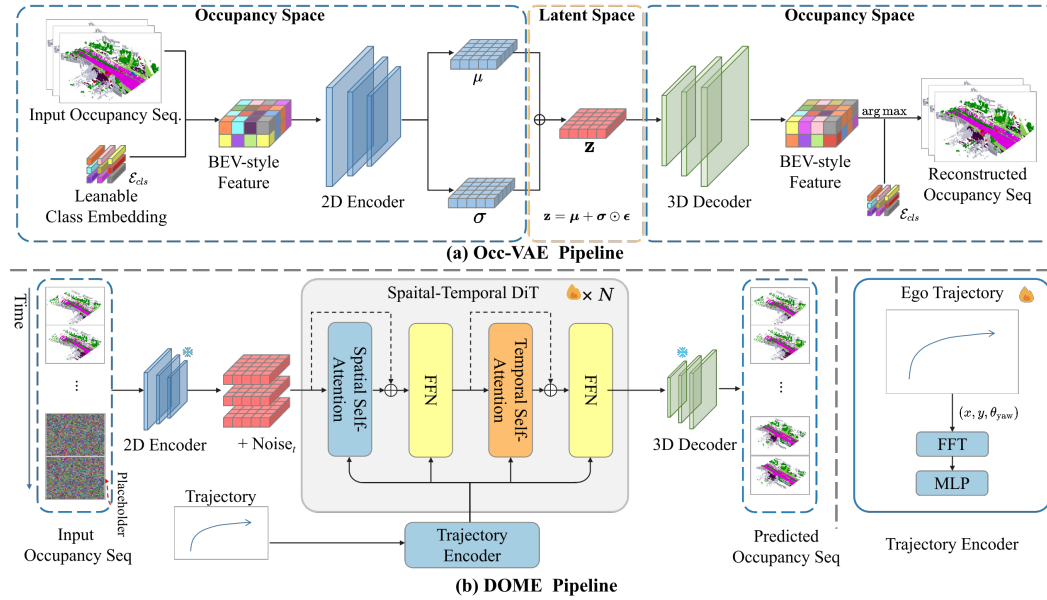 Occupancy Space
Latent Space
Occupancy Space
Input Occupancy Seq.
ℰcls
Leanable
Class Embedding
BEV-style
Feature
2D Encoder
μ
σ
z
z = μ + σ ⊙ ϵ
3D Decoder
BEV-style
Feature
arg max
ℰcls
Reconstructed
Occupancy Seq
(a) Occ-VAE Pipeline
Time
⋮
Placeholder
Input
Occupancy Seq
2D Encoder
+ Noiset
Trajectory
Spaital-Temporal DiT
× N
Spatial Self-
Attention
FFN
Temporal Self-
Attention
FFN
Trajectory
Encoder
3D Decoder
⋮
Predicted
Occupancy Seq
Ego Trajectory
(x, y, θyaw)
FFT
MLP
Trajectory Encoder
(b) DOME Pipeline